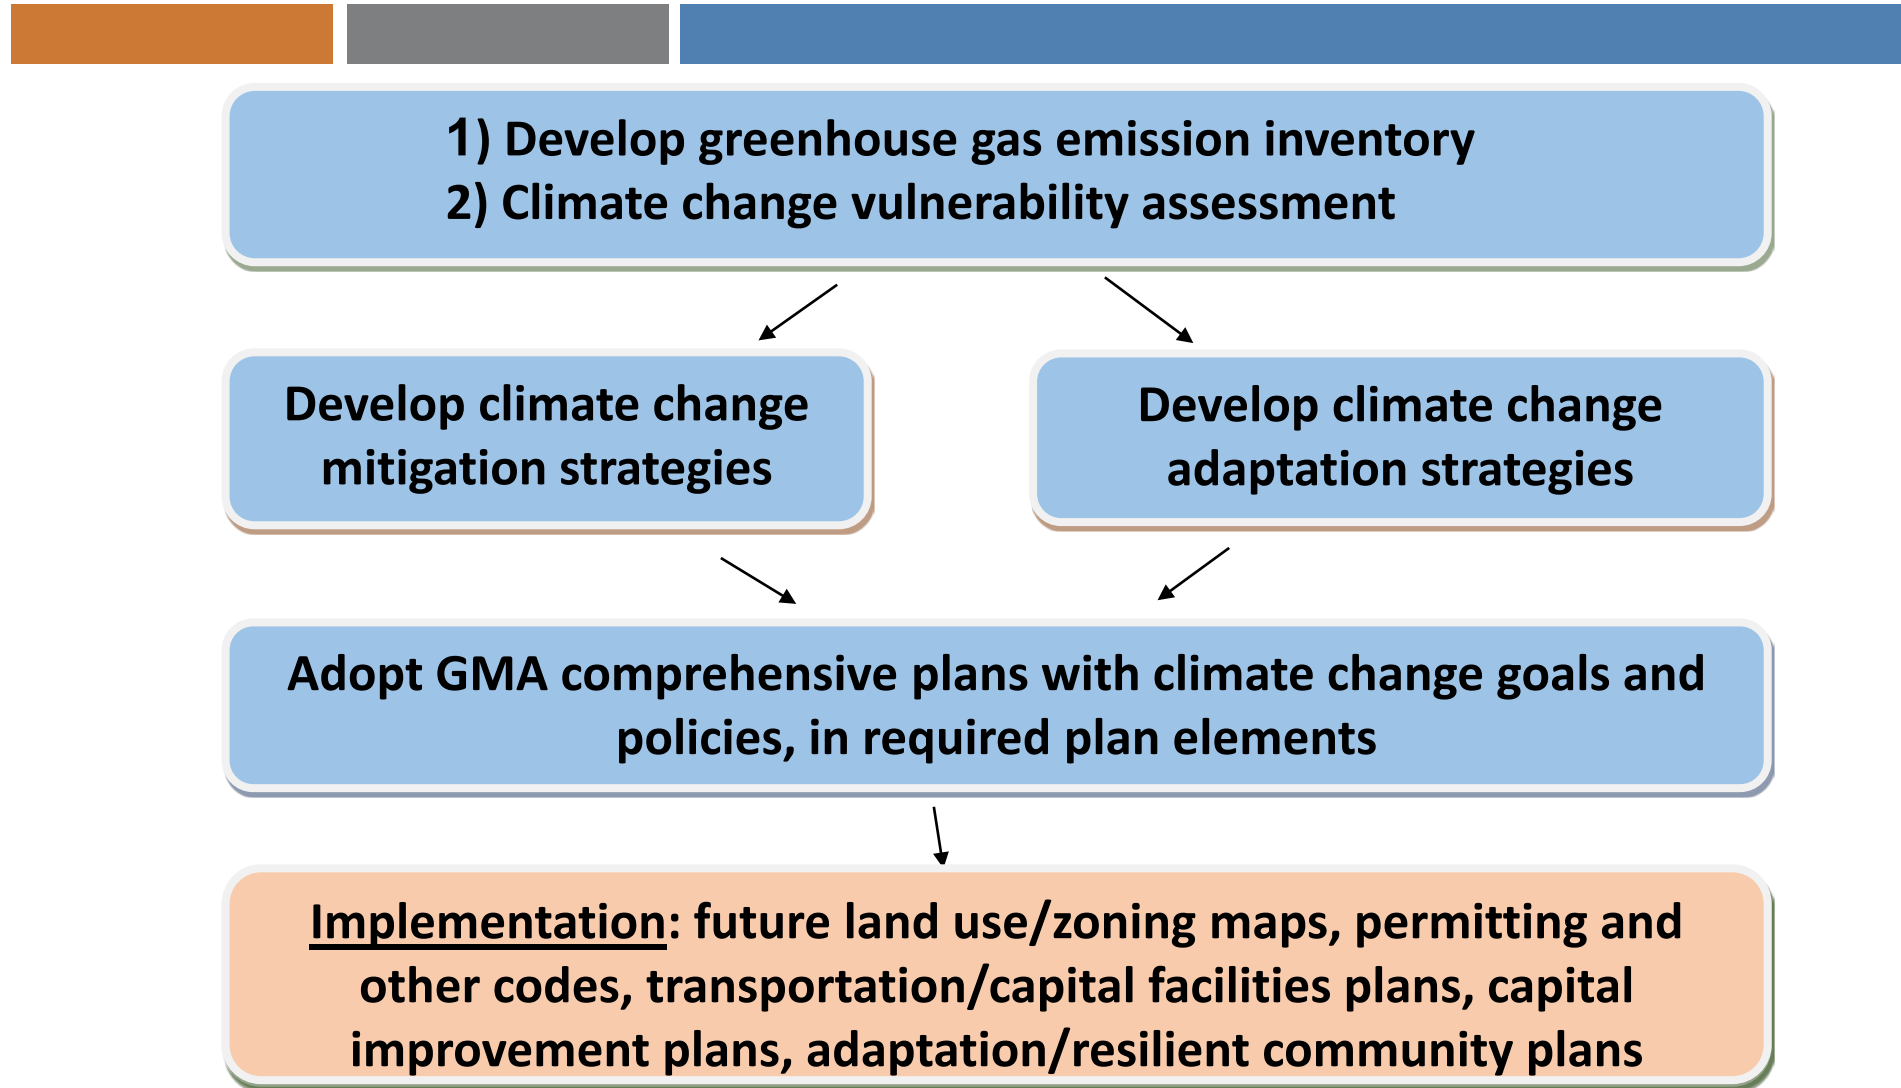 1) Develop greenhouse gas emission inventory
2) Climate change vulnerability assessment
Develop climate change
mitigation strategies
Develop climate change
adaptation strategies
Adopt GMA comprehensive plans with climate change goals and
policies, in required plan elements
Implementation: future land use/zoning maps, permitting and
other codes, transportation/capital facilities plans, capital
improvement plans, adaptation/resilient community plans